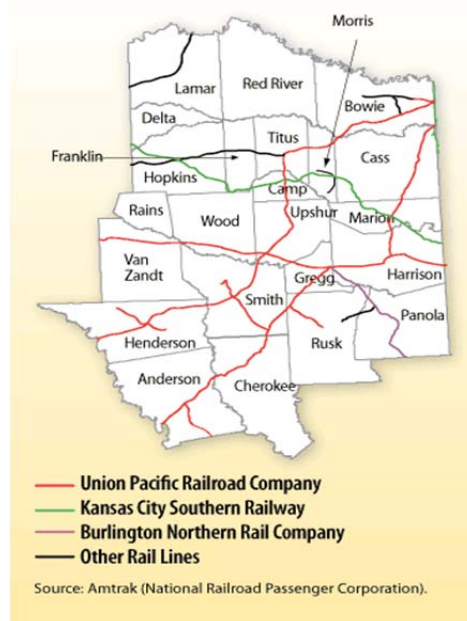 Morris
Lamar
Red River
Bowie
Delta
Titus
Franklin
Cass
Hopkins
Camp
Rains
Wood
Upshur
Marion
Van
Zandt
Gregg
Harrison
Smith
Panola
Henderson
Rusk
Anderson
Cherokee
Union Pacific Railroad Company
Kansas City Southern Railway
Burlington Northern Rail Company
Other Rail Lines
Source: Amtrak (National Railroad Passenger Corporation).